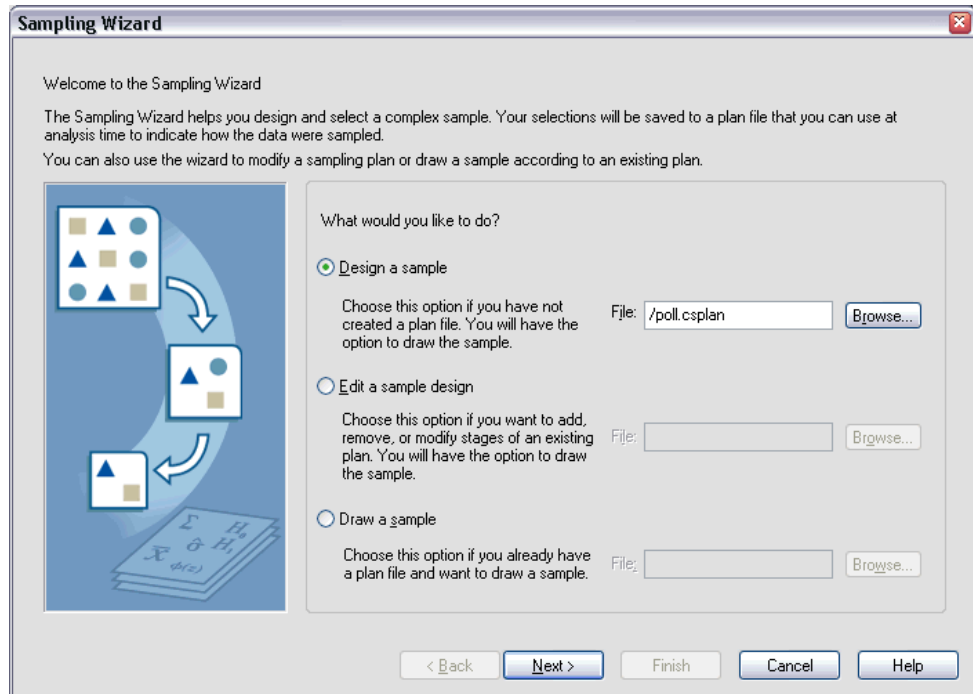 Sampling Wizard
Welcome to the Sampling Wizard
The Sampling Wizard helps you design and select a complex sample. Your selections will be saved to a plan file that you can use at
analysis time to indicate how the data were sampled.
You can also use the wizard to modify a sampling plan or draw a sample according to an existing plan.
What would you like to do?
Design a sample
Choose this option if you have not
created a plan file. You will have the
option to draw the sample.
File: /poll.csplan Browse...
Edit a sample design
Choose this option if you want to add,
remove, or modify stages of an existing
plan. You will have the option to draw
the sample.
File: Browse...
Draw a sample
Choose this option if you already have
a plan file and want to draw a sample.
File: Browse...
Σ H₀
x̄ σ̂ H₁
ϕ(z)
< Back Next > Finish Cancel Help